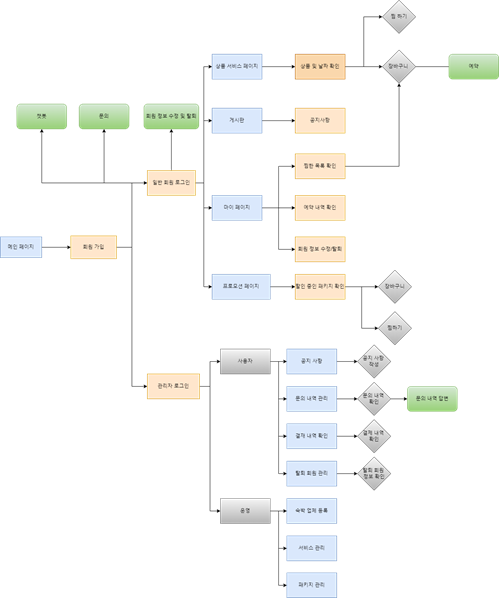 찜 하기
상품 서비스 페이지
상품 및 날짜 확인
장바구니
예약
챗봇
문의
회원 정보 수정 및 탈퇴
게시판
공지사항
찜한 목록 확인
일반 회원 로그인
마이 페이지
예약 내역 확인
메인 페이지
회원 가입
회원 정보 수정/탈퇴
프로모션 페이지
할인 중인 패키지 확인
장바구니
찜하기
사용자
공지 사항
공지 사항
작성
관리자 로그인
문의 내역 관리
문의 내역
확인
문의 내역 답변
결제 내역 확인
결제 내역
확인
탈퇴 회원 관리
탈퇴 회원
정보 확인
운영
숙박 업체 등록
서비스 관리
패키지 관리